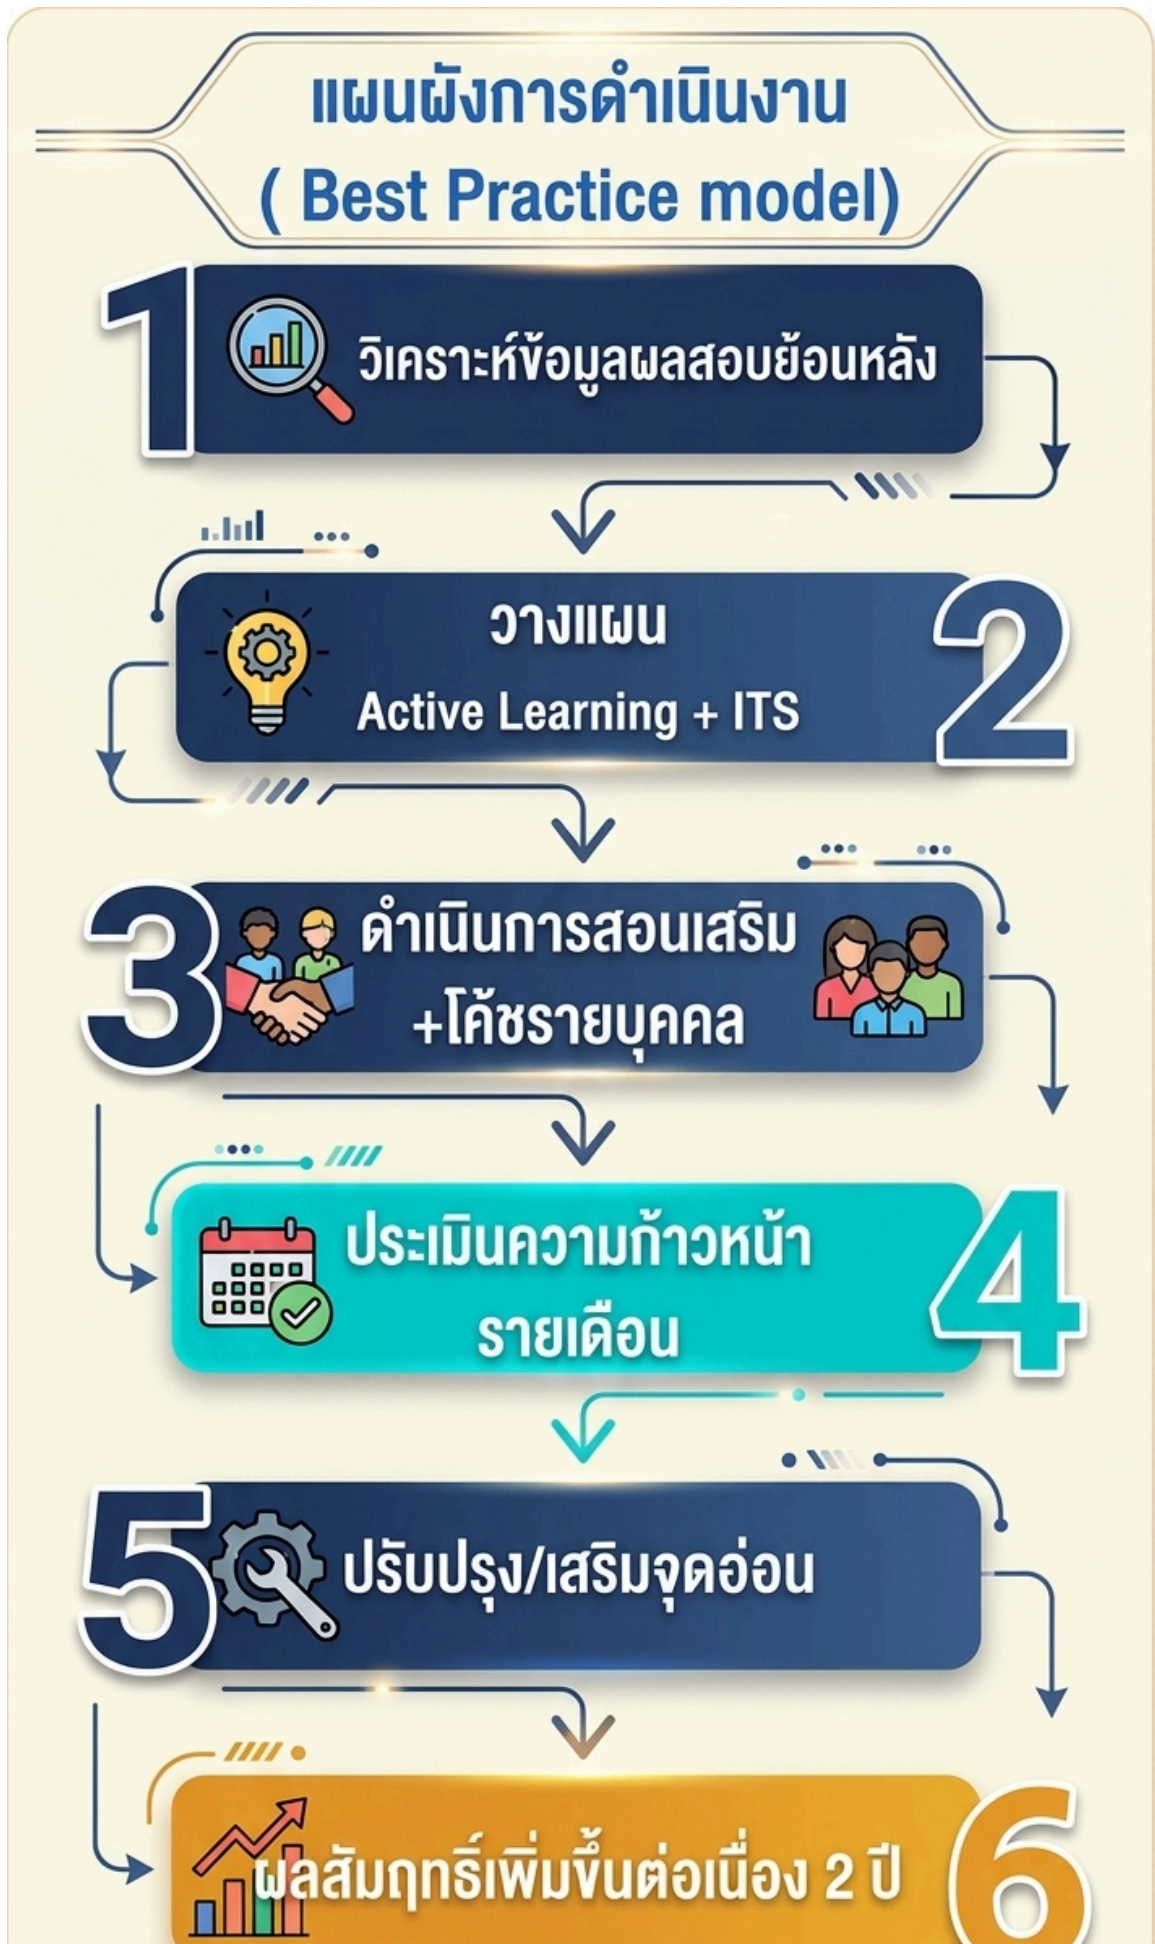 แผนผังการดำเนินงาน
( Best Practice model)
1
วิเคราะห์ข้อมูลผลสอบย้อนหลัง
วางแผน
Active Learning + ITS
2
3
ดำเนินการสอนเสริม
+โค้ชรายบุคคล
ประเมินความก้าวหน้า
รายเดือน
4
5
ปรับปรุง/เสริมจุดอ่อน
ผลสัมฤทธิ์เพิ่มขึ้นต่อเนื่อง 2 ปี
6